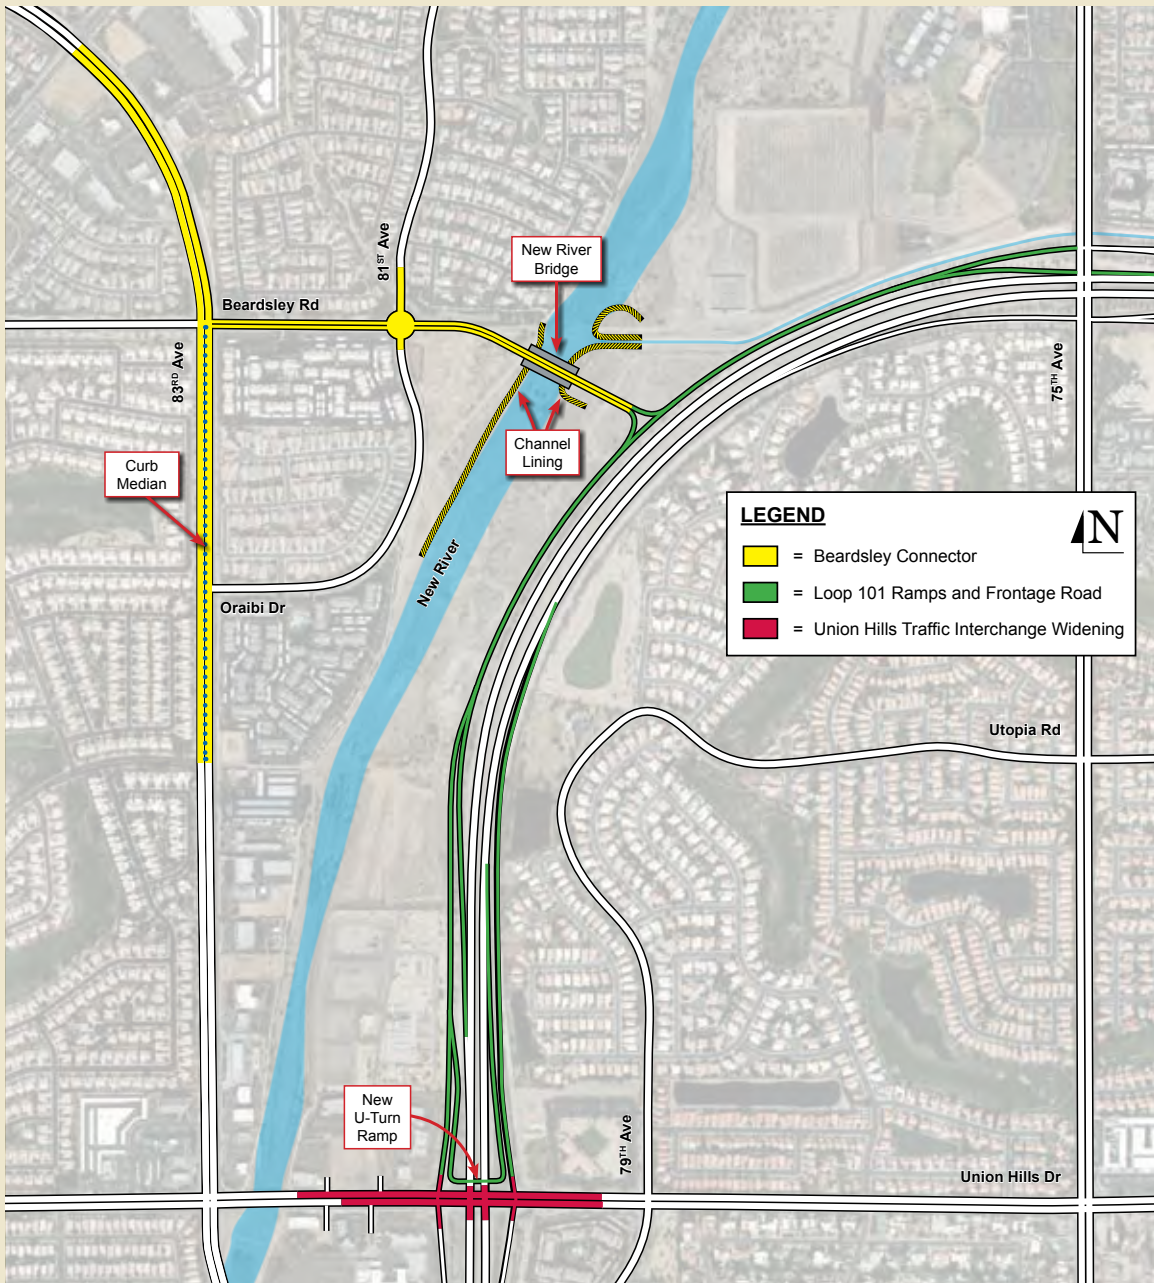 81ST Ave
New River
Bridge
Beardsley Rd
83RD Ave
75TH Ave
Channel
Lining
Curb
Median
LEGEND
N
= Beardsley Connector
= Loop 101 Ramps and Frontage Road
= Union Hills Traffic Interchange Widening
New River
Oraibi Dr
Utopia Rd
New
U-Turn
Ramp
79TH Ave
Union Hills Dr